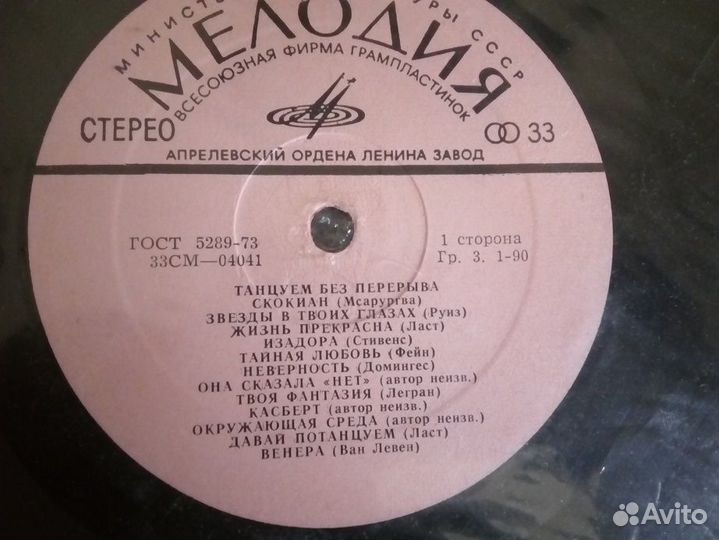 СССР
МЕЛОДИЯ
ВСЕСОЮЗНАЯ ФИРМА ГРАМПЛАСТИНОК
СТЕРЕО
33
АПРЕЛЕВСКИЙ ОРДЕНА ЛЕНИНА ЗАВОД
ГОСТ 5289-73
33СМ—04041
1 сторона
Гр. 3. 1-90
ТАНЦУЕМ БЕЗ ПЕРЕРЫВА
СКОКИАН (Мсарургва)
ЗВЕЗДЫ В ТВОИХ ГЛАЗАХ (Руиз)
ЖИЗНЬ ПРЕКРАСНА (Ласт)
ИЗАДОРА (Стивенс)
ТАЙНАЯ ЛЮБОВЬ (Фейн)
НЕВЕРНОСТЬ (Домингес)
ОНА СКАЗАЛА «НЕТ» (автор неизв.)
ТВОЯ ФАНТАЗИЯ (Легран)
КАСБЕРТ (автор неизв.)
ОКРУЖАЮЩАЯ СРЕДА (автор неизв.)
ДАВАЙ ПОТАНЦУЕМ (Ласт)
ВЕНЕРА (Ван Левен)
Avito